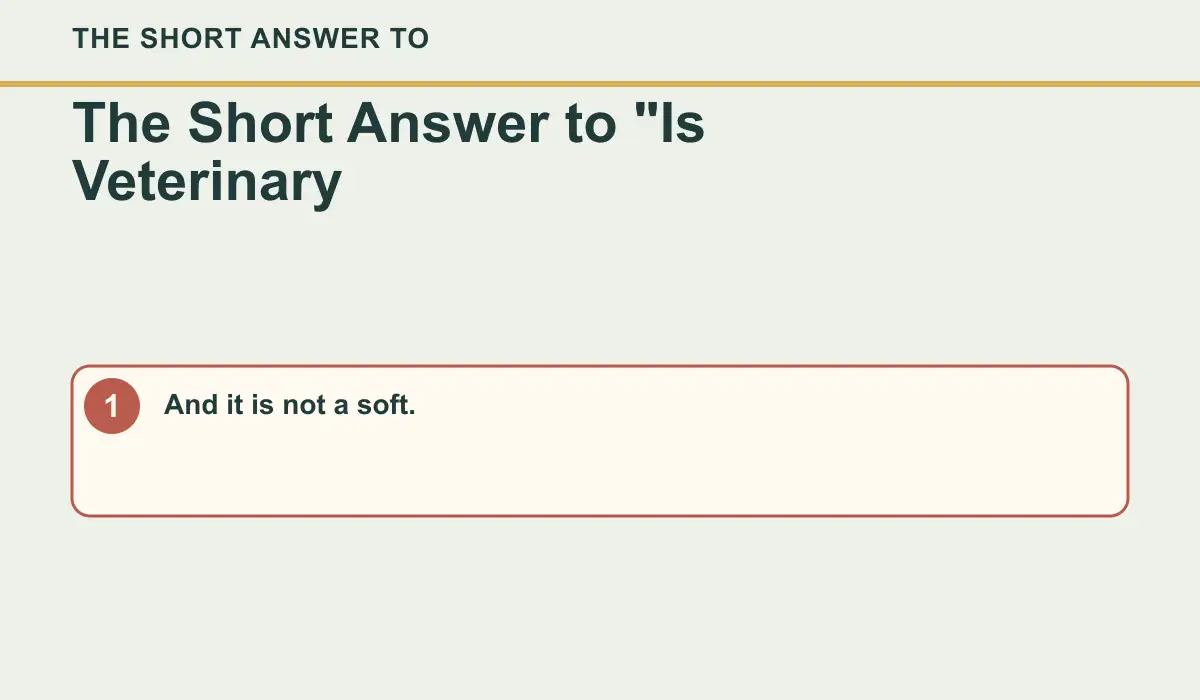 THE SHORT ANSWER TO
The Short Answer to "Is
Veterinary
1
And it is not a soft.